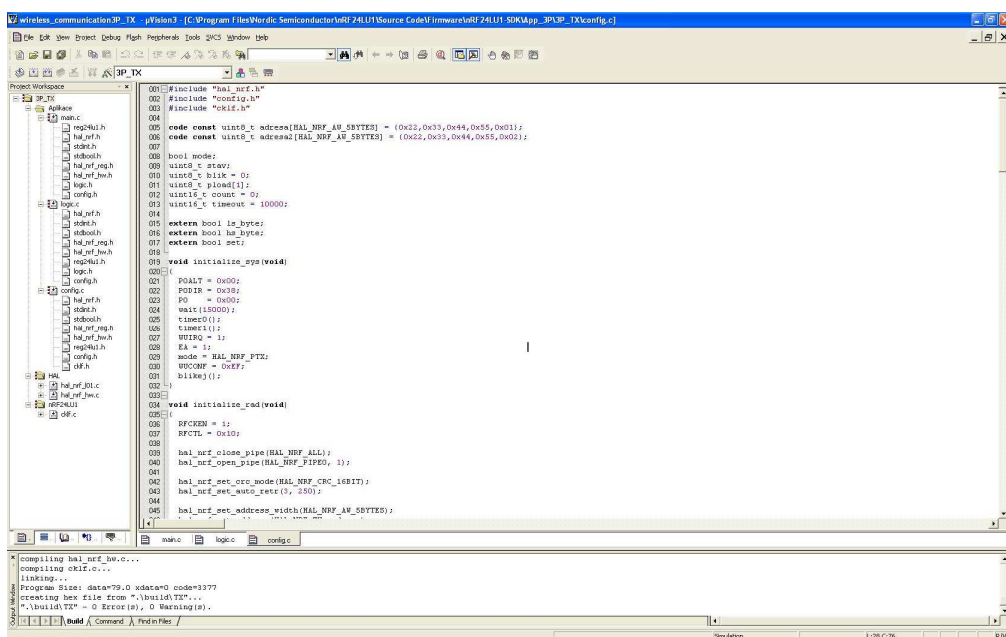 wireless_communication3P_TX - µVision3 - [C:\Program Files\Nordic Semiconductor\nRF24LU1\Source Code\Firmware\nRF24LU1-SDK\App_3P\3P_TX\config.c]
File Edit View Project Debug Flash Peripherals Tools SVCS Window Help
3P_TX
Project Workspace
3P_TX
Aplikace
main.c
reg24lu1.h
hal_nrf.h
stdint.h
stdbool.h
hal_nrf_reg.h
hal_nrf_hw.h
logic.h
config.h
logic.c
hal_nrf.h
stdint.h
stdbool.h
hal_nrf_reg.h
hal_nrf_hw.h
reg24lu1.h
logic.h
config.h
config.c
hal_nrf.h
stdint.h
stdbool.h
hal_nrf_reg.h
hal_nrf_hw.h
reg24lu1.h
config.h
cklf.h
HAL
hal_nrf_l01.c
hal_nrf_hw.c
nRF24LU1
cklf.c
001 #include "hal_nrf.h"
002 #include "config.h"
003 #include "cklf.h"
004
005 code const uint8_t adresa[HAL_NRF_AW_5BYTES] = {0x22,0x33,0x44,0x55,0x01};
006 code const uint8_t adresa2[HAL_NRF_AW_5BYTES] = {0x22,0x33,0x44,0x55,0x02};
007
008 bool mode;
009 uint8_t stav;
010 uint8_t blik = 0;
011 uint8_t pload[1];
012 uint16_t count = 0;
013 uint16_t timeout = 10000;
014
015 extern bool ls_byte;
016 extern bool hs_byte;
017 extern bool set;
018
019 void initialize_sys(void)
020 {
021 P0ALT = 0x00;
022 P0DIR = 0x38;
023 P0 = 0x00;
024 wait(15000);
025 timer0();
026 timer1();
027 WUIRQ = 1;
028 EA = 1;
029 mode = HAL_NRF_PTX;
030 WUCONF = 0xEF;
031 blikej();
032 }
033
034 void initialize_rad(void)
035 {
036 RFCKEN = 1;
037 RFCTL = 0x10;
038
039 hal_nrf_close_pipe(HAL_NRF_ALL);
040 hal_nrf_open_pipe(HAL_NRF_PIPE0, 1);
041
042 hal_nrf_set_crc_mode(HAL_NRF_CRC_16BIT);
043 hal_nrf_set_auto_retr(3, 250);
044
045 hal_nrf_set_address_width(HAL_NRF_AW_5BYTES);
main.c logic.c config.c
compiling hal_nrf_hw.c...
compiling cklf.c...
linking...
Program Size: data=79.0 xdata=0 code=3377
creating hex file from ".\build\TX"...
".\build\TX" - 0 Error(s), 0 Warning(s).
Output Window
Build Command Find in Files
Simulation L:28 C:76